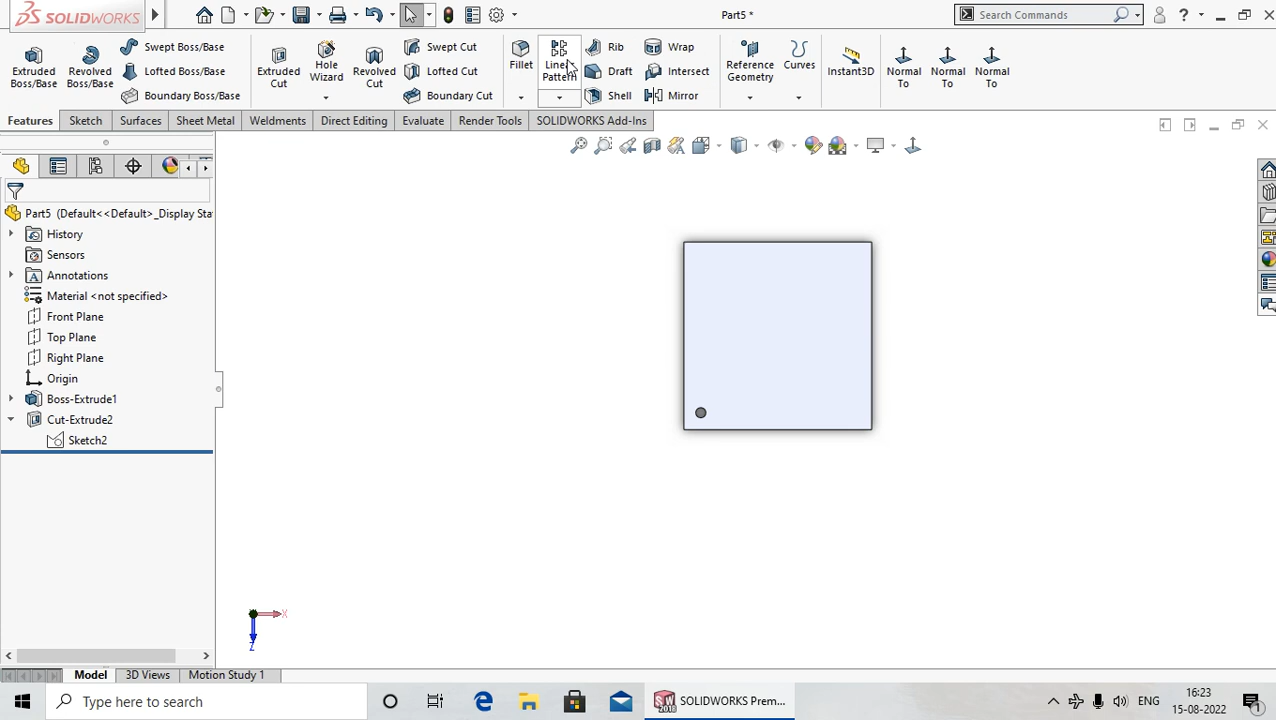 SOLIDWORKS
Part5 *
Search Commands
?
Extruded Boss/Base
Revolved Boss/Base
Swept Boss/Base
Lofted Boss/Base
Boundary Boss/Base
Extruded Cut
Hole Wizard
Revolved Cut
Swept Cut
Lofted Cut
Boundary Cut
Fillet
Linear Pattern
Rib
Draft
Shell
Wrap
Intersect
Mirror
Reference Geometry
Curves
Instant3D
Normal To
Normal To
Normal To
Features
Sketch
Surfaces
Sheet Metal
Weldments
Direct Editing
Evaluate
Render Tools
SOLIDWORKS Add-Ins
Part5 (Default<<Default>_Display Sta
History
Sensors
Annotations
Material <not specified>
Front Plane
Top Plane
Right Plane
Origin
Boss-Extrude1
Cut-Extrude2
Sketch2
X
Z
Model
3D Views
Motion Study 1
Type here to search
SOLIDWORKS Prem...
ENG
16:23
15-08-2022
1